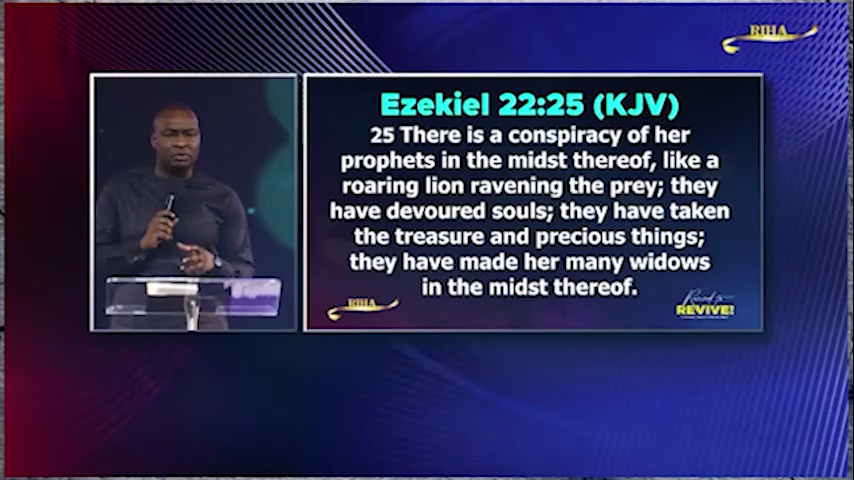 RIHA
Ezekiel 22:25 (KJV)
25 There is a conspiracy of her
prophets in the midst thereof, like a
roaring lion ravening the prey; they
have devoured souls; they have taken
the treasure and precious things;
they have made her many widows
in the midst thereof.
RIHA
REVIVE!